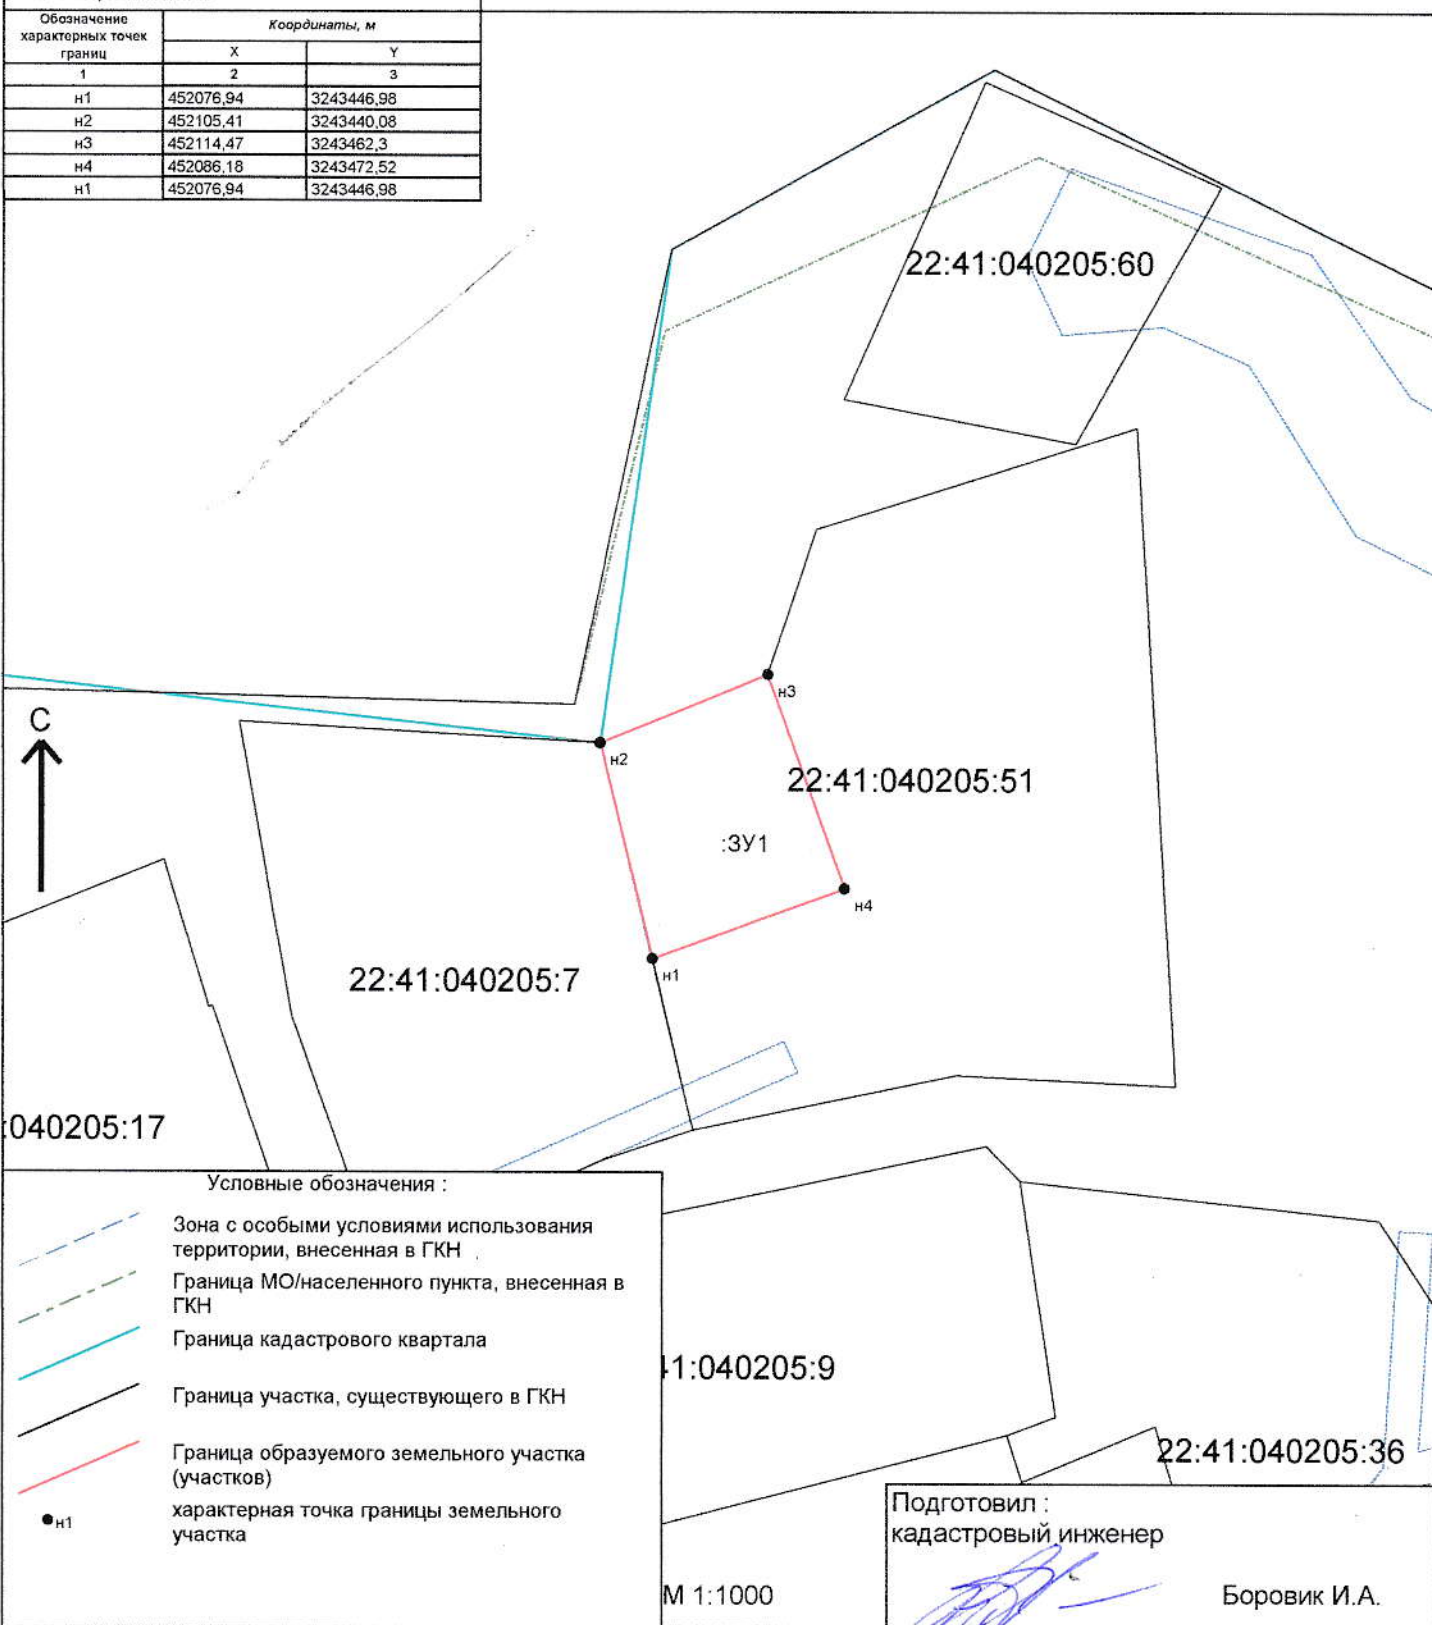 Обозначение
характерных точек
границ
Координаты, м
X Y
1 2 3
н1 452076,94 3243446,98
н2 452105,41 3243440,08
н3 452114,47 3243462,3
н4 452086,18 3243472,52
н1 452076,94 3243446,98
22:41:040205:60
н3
С
н2
22:41:040205:51
:ЗУ1
н4
22:41:040205:7
н1
:040205:17
Условные обозначения :
Зона с особыми условиями использования
территории, внесенная в ГКН
Граница МО/населенного пункта, внесенная в
ГКН
Граница кадастрового квартала
Граница участка, существующего в ГКН
Граница образуемого земельного участка
(участков)
н1
характерная точка границы земельного
участка
41:040205:9
22:41:040205:36
М 1:1000
Подготовил :
кадастровый инженер
Боровик И.А.